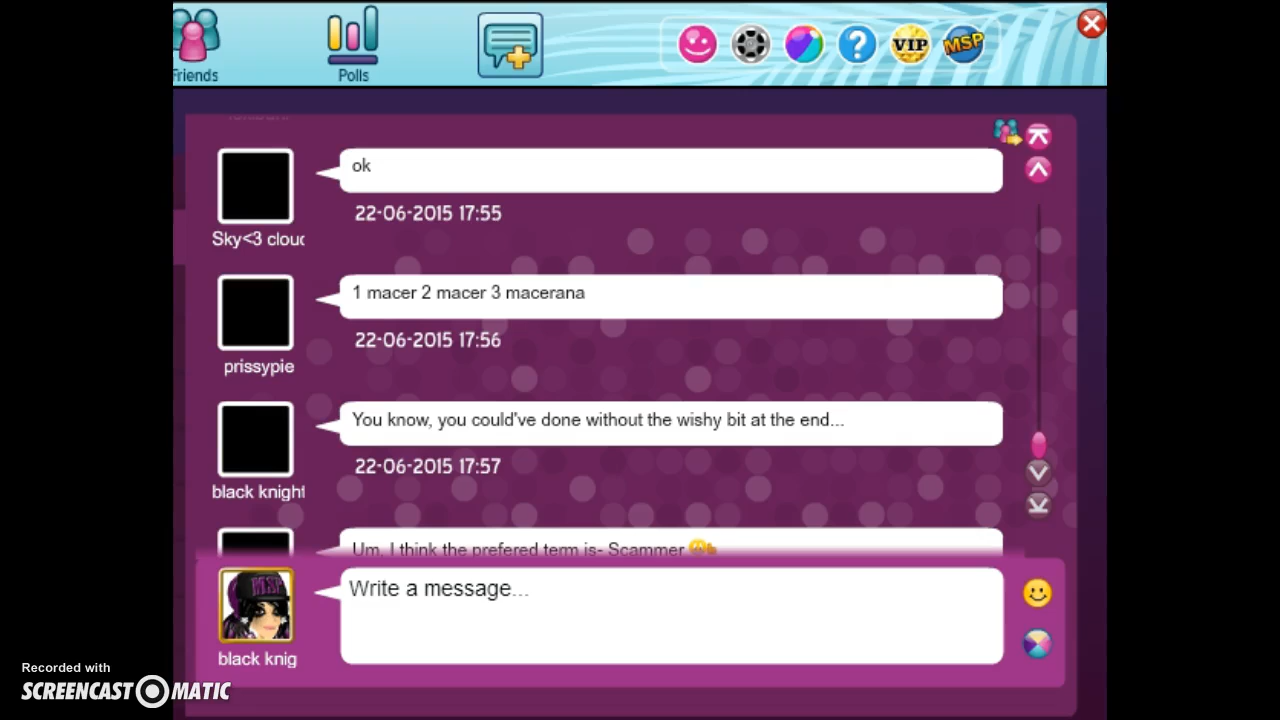 Friends
Polls
VIP
MSP
ok
22-06-2015 17:55
Sky<3 cloud
1 macer 2 macer 3 macerana
22-06-2015 17:56
prissypie
You know, you could've done without the wishy bit at the end...
22-06-2015 17:57
black knight
Um, I think the prefered term is- Scammer
MSP
Write a message...
black knig
Recorded with
SCREENCAST-O-MATIC